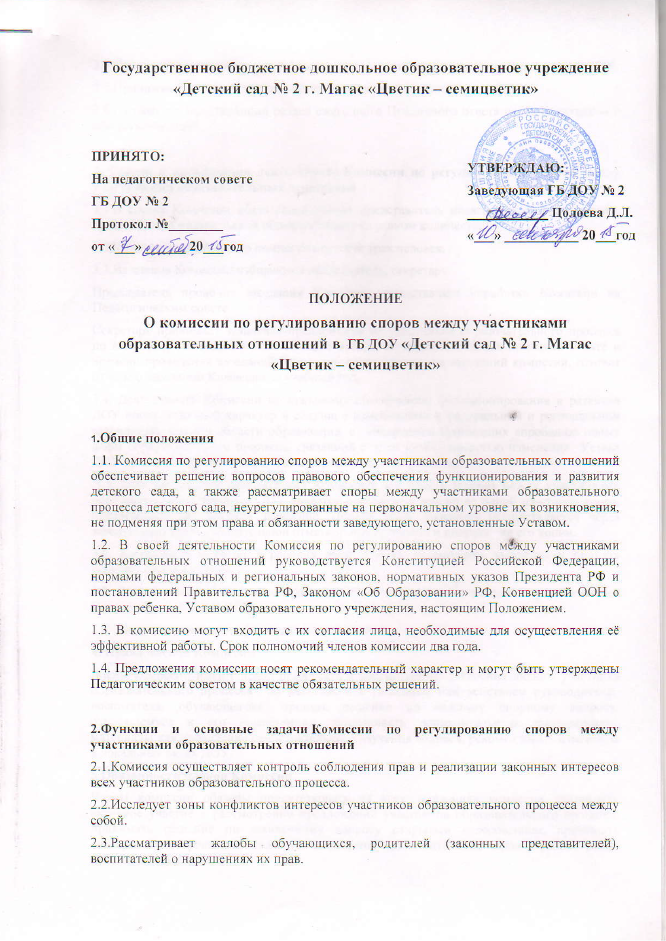 Государственное бюджетное дошкольное образовательное учреждение
«Детский сад № 2 г. Магас «Цветик – семицветик»
ПРИНЯТО:
На педагогическом совете
ГБ ДОУ № 2
Протокол №________
от «7» сентяб 2015 год
УТВЕРЖДАЮ:
Заведующая ГБ ДОУ № 2
Цолоева Д.Л.
«10» сентября 2015 год
ПОЛОЖЕНИЕ
О комиссии по регулированию споров между участниками
образовательных отношений в ГБ ДОУ «Детский сад № 2 г. Магас
«Цветик – семицветик»
1.Общие положения
1.1. Комиссия по регулированию споров между участниками образовательных отношений
обеспечивает решение вопросов правового обеспечения функционирования и развития
детского сада, а также рассматривает споры между участниками образовательного
процесса детского сада, неурегулированные на первоначальном уровне их возникновения,
не подменяя при этом права и обязанности заведующего, установленные Уставом.
1.2. В своей деятельности Комиссия по регулированию споров между участниками
образовательных отношений руководствуется Конституцией Российской Федерации,
нормами федеральных и региональных законов, нормативных указов Президента РФ и
постановлений Правительства РФ, Законом «Об Образовании» РФ, Конвенцией ООН о
правах ребенка, Уставом образовательного учреждения, настоящим Положением.
1.3. В комиссию могут входить с их согласия лица, необходимые для осуществления её
эффективной работы. Срок полномочий членов комиссии два года.
1.4. Предложения комиссии носят рекомендательный характер и могут быть утверждены
Педагогическим советом в качестве обязательных решений.
2.Функции и основные задачи Комиссии по регулированию споров между
участниками образовательных отношений
2.1.Комиссия осуществляет контроль соблюдения прав и реализации законных интересов
всех участников образовательного процесса.
2.2.Исследует зоны конфликтов интересов участников образовательного процесса между
собой.
2.3.Рассматривает жалобы обучающихся, родителей (законных представителей),
воспитателей о нарушениях их прав.